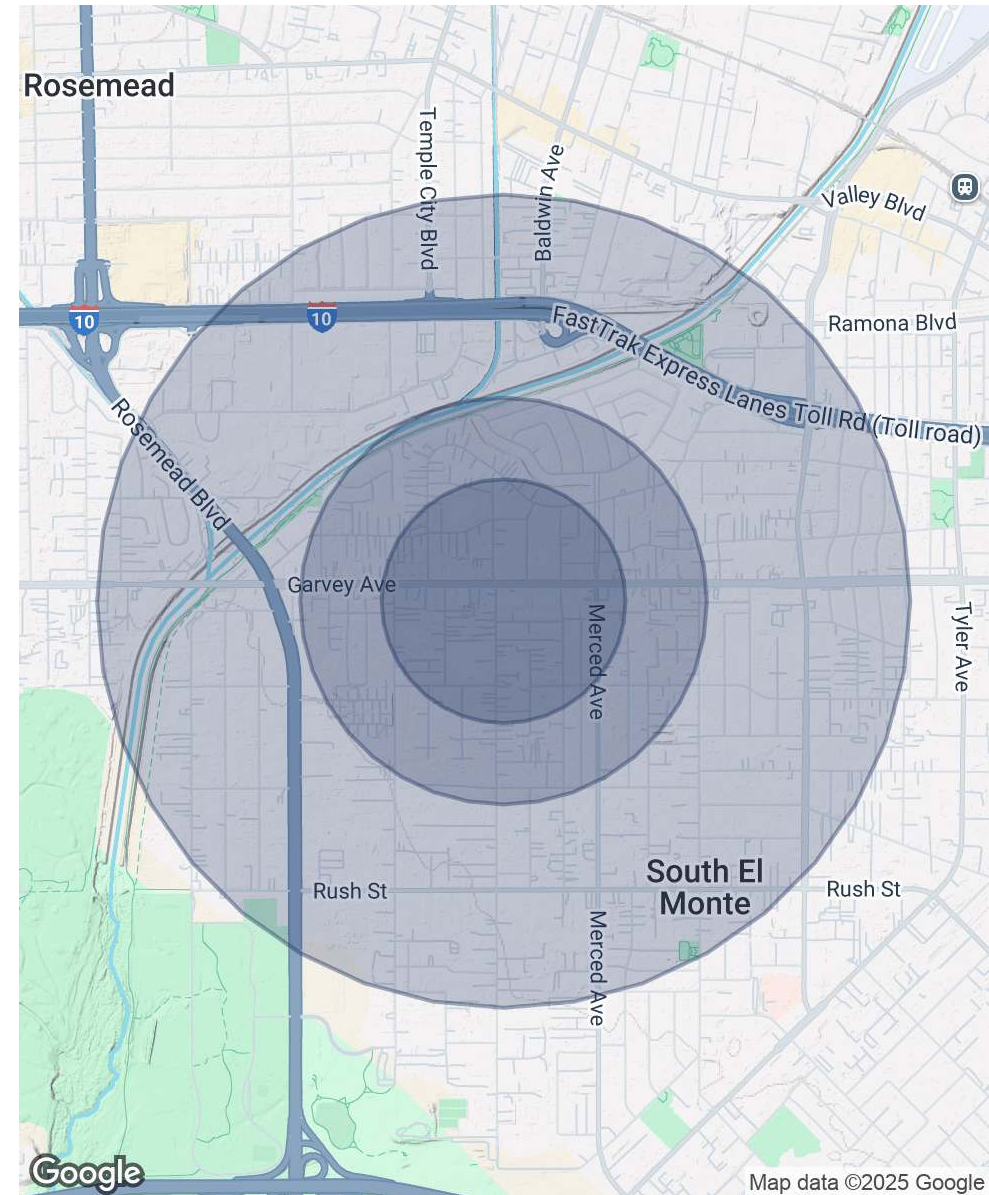 Rosemead
Temple City Blvd
Baldwin Ave
Valley Blvd
10
10
FastTrak Express Lanes Toll Rd (Toll road)
Ramona Blvd
Rosemead Blvd
Garvey Ave
Merced Ave
Tyler Ave
South El
Monte
Rush St
Rush St
Merced Ave
Google
Map data ©2025 Google